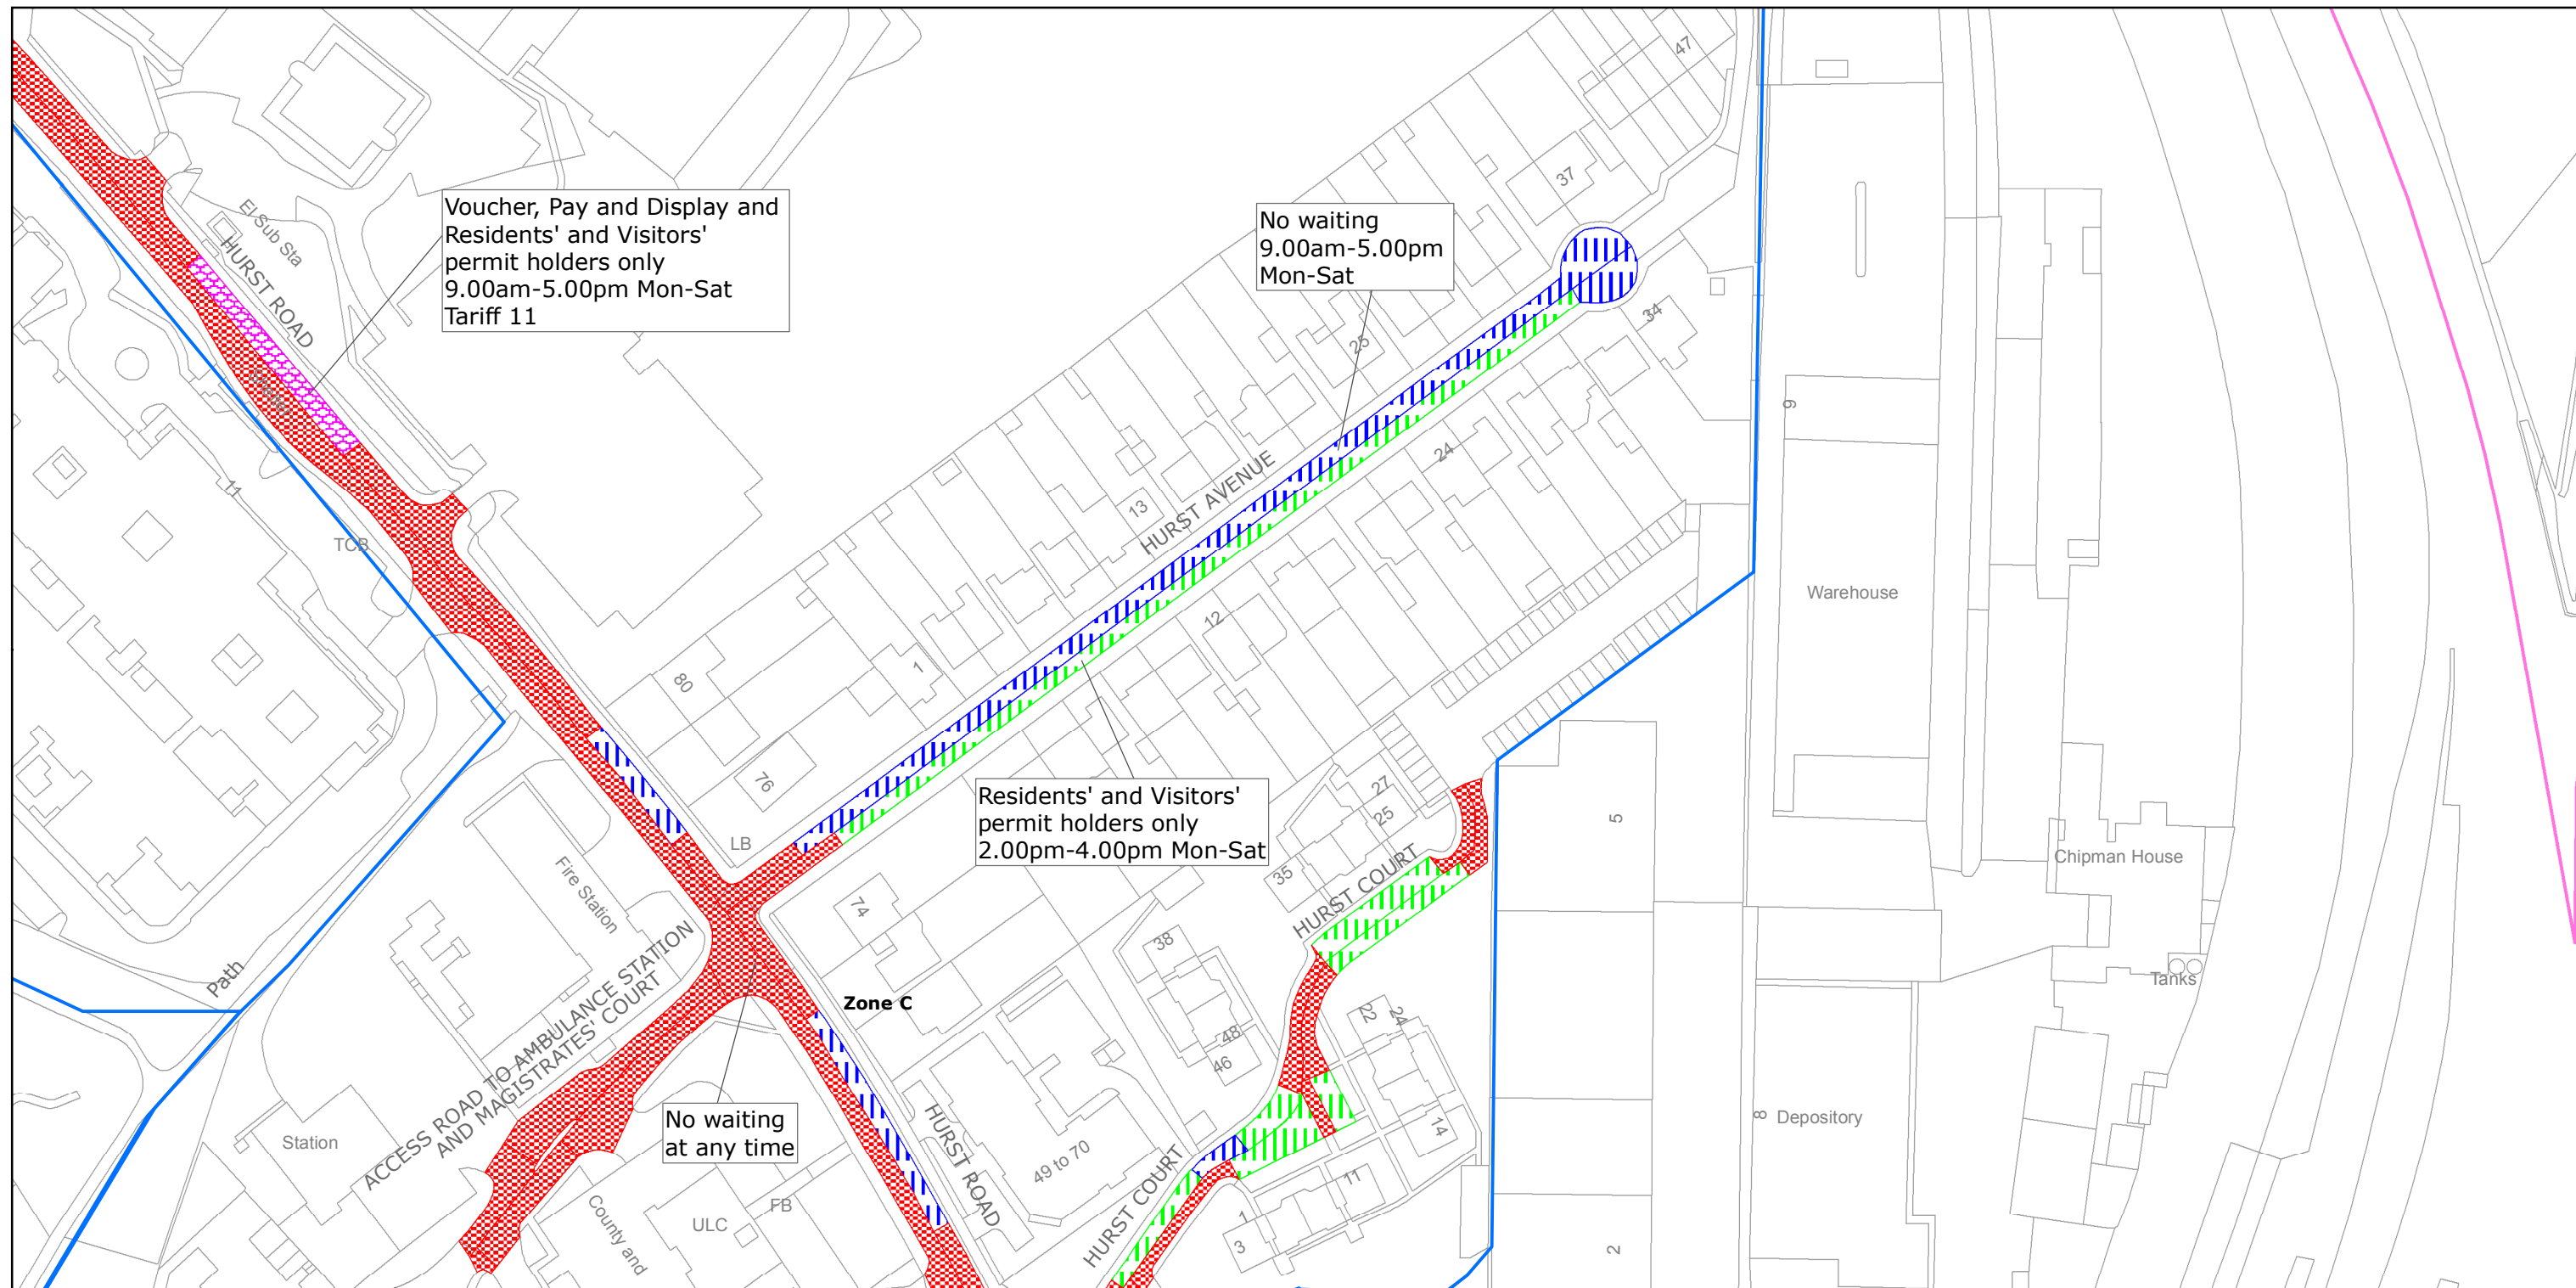 Voucher, Pay and Display and
Residents' and Visitors'
permit holders only
9.00am-5.00pm Mon-Sat
Tariff 11
No waiting
9.00am-5.00pm
Mon-Sat
Residents' and Visitors'
permit holders only
2.00pm-4.00pm Mon-Sat
No waiting
at any time
Zone C
El Sub Sta
HURST ROAD
11
TCB
47
37
34
25
24
13
HURST AVENUE
12
1
80
76
LB
74
Fire Station
Path
ACCESS ROAD TO AMBULANCE STATION
AND MAGISTRATES' COURT
Station
County and
ULC
FB
HURST ROAD
49 to 70
38
48
46
27
25
35
HURST COURT
22
24
14
11
1
3
HURST COURT
5
2
9
Warehouse
8
Depository
Chipman House
Tanks